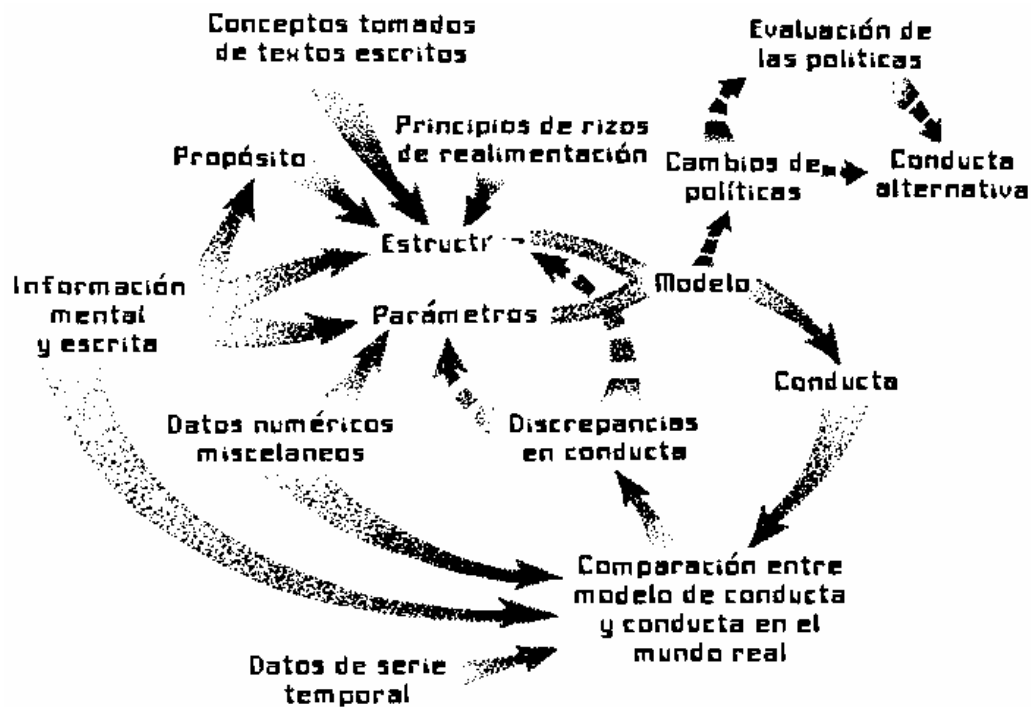 Conceptos tomados
de textos escritos
Evaluación de
las políticas
Principios de rizos
de realimentación
Propósito
Cambios de
políticas
Conducta
alternativa
Información
mental
y escrita
Parámetros
Modelo
Conducta
Datos numéricos
miscelaneos
Discrepancias
en conducta
Comparación entre
modelo de conducta
y conducta en el
mundo real
Datos de serie
temporal